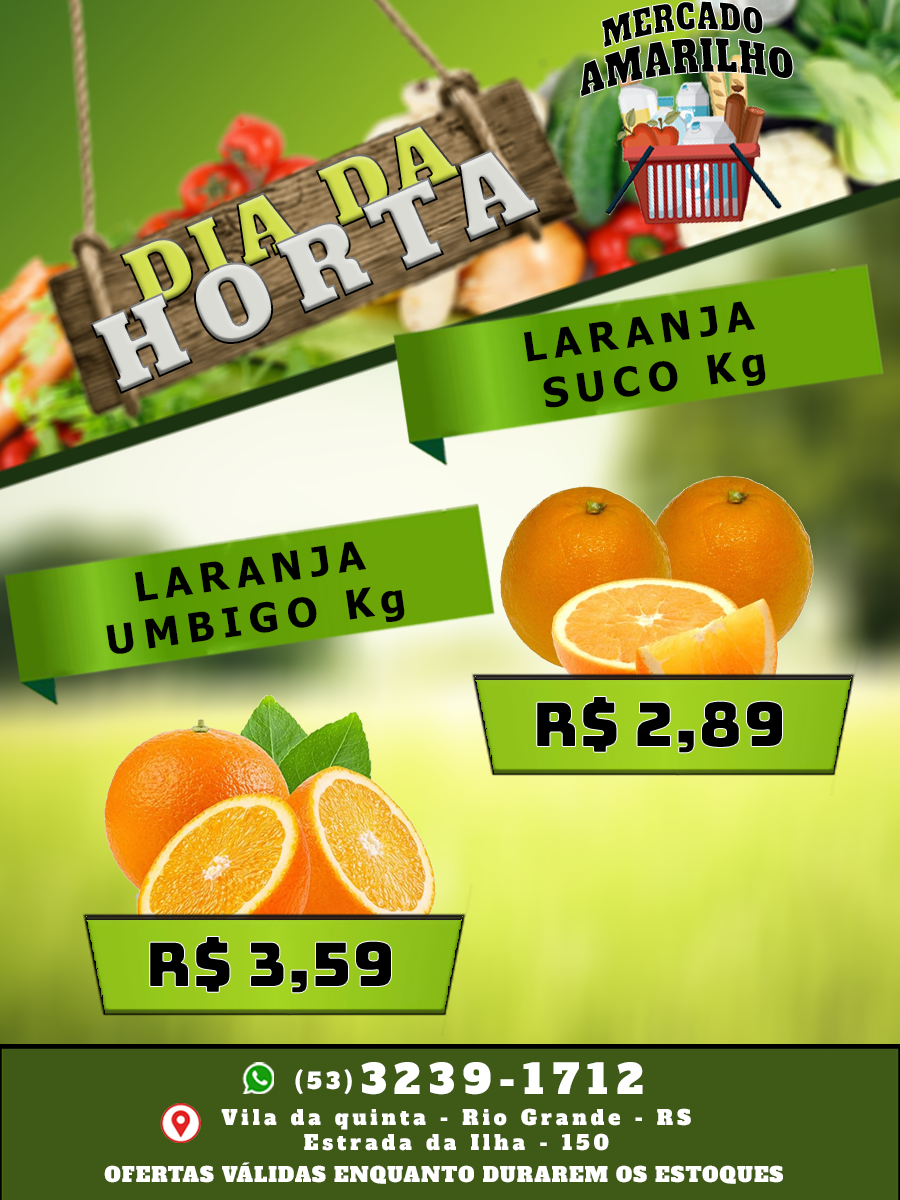 MERCADO
AMARILHO
DIA DA
HORTA
LARANJA
SUCO Kg
R$ 2,89
LARANJA
UMBIGO Kg
R$ 3,59
(53) 3239-1712
Vila da quinta - Rio Grande - RS
Estrada da Ilha - 150
OFERTAS VÁLIDAS ENQUANTO DURAREM OS ESTOQUES